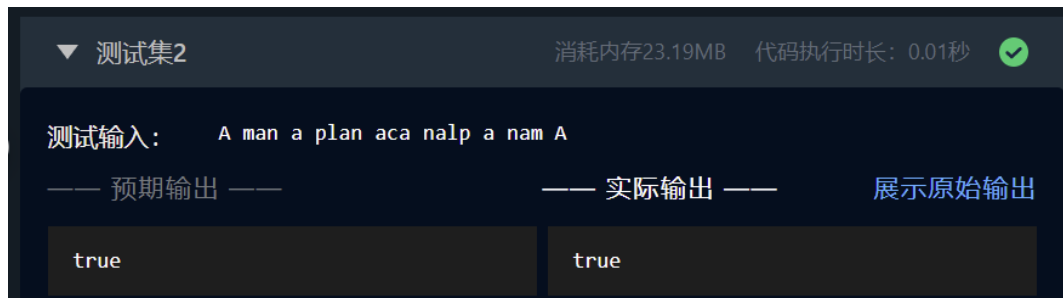 ▼ 测试集2 消耗内存23.19MB 代码执行时长：0.01秒
测试输入： A man a plan aca nalp a nam A
—— 预期输出 —— —— 实际输出 —— 展示原始输出
true true